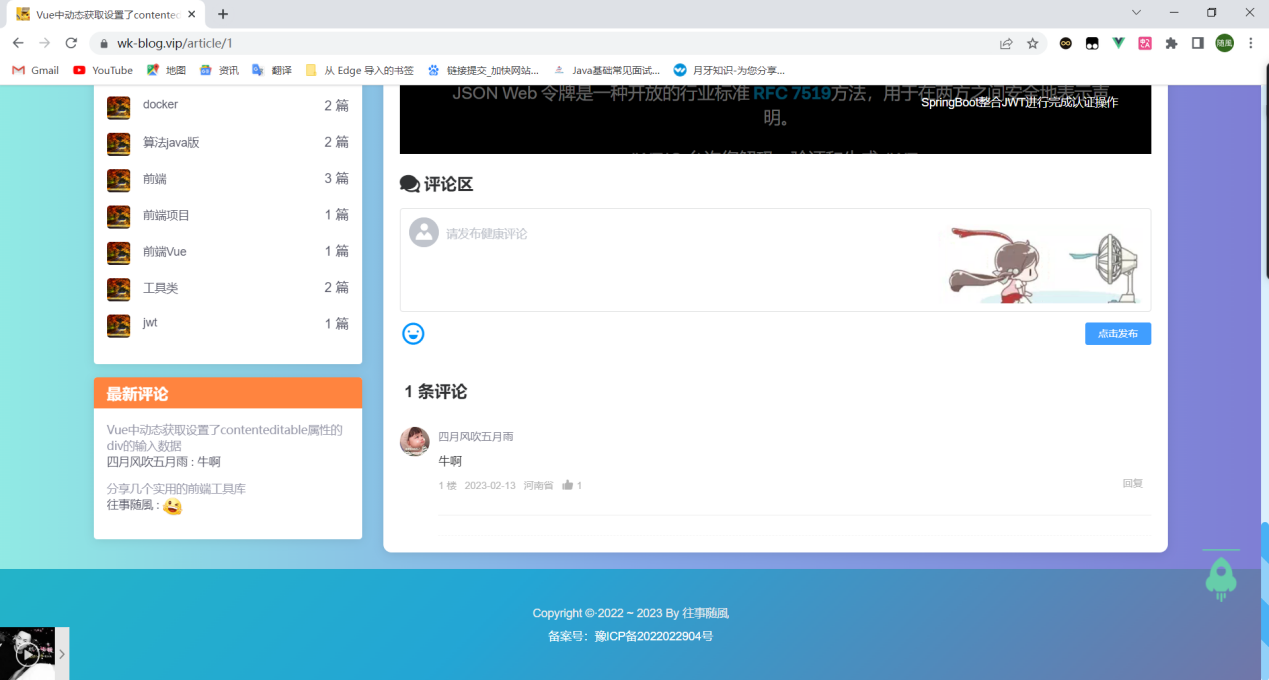 Vue中动态获取设置了contented
wk-blog.vip/article/1
随風
Gmail
YouTube
地图
资讯
翻译
从 Edge 导入的书签
链接提交_加快网站...
Java基础常见面试...
月牙知识-为您分享...
docker 2 篇
算法java版 2 篇
前端 3 篇
前端项目 1 篇
前端Vue 1 篇
工具类 2 篇
jwt 1 篇
最新评论
Vue中动态获取设置了contenteditable属性的
div的输入数据
四月风吹五月雨 : 牛啊
分享几个实用的前端工具库
往事随風 :
JSON Web 令牌是一种开放的行业标准 RFC 7519方法，用于在两方之间安全地表示声
明。
SpringBoot整合JWT进行完成认证操作
评论区
请发布健康评论
点击发布
1 条评论
四月风吹五月雨
牛啊
1 楼 2023-02-13 河南省 1
回复
Copyright © 2022 ~ 2023 By 往事随風
备案号：豫ICP备2022022904号